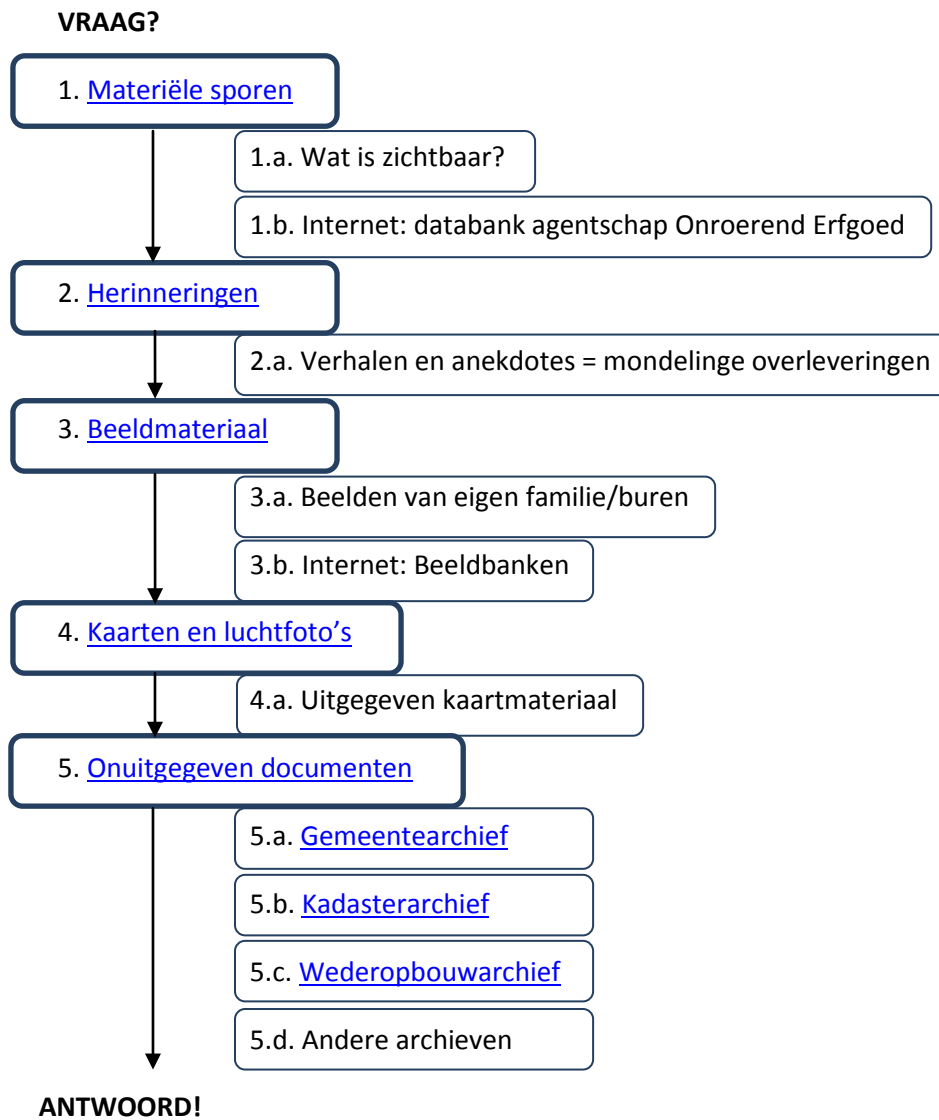 VRAAG?
1. Materiële sporen
1.a. Wat is zichtbaar?
1.b. Internet: databank agentschap Onroerend Erfgoed
2. Herinneringen
2.a. Verhalen en anekdotes = mondelinge overleveringen
3. Beeldmateriaal
3.a. Beelden van eigen familie/buren
3.b. Internet: Beeldbanken
4. Kaarten en luchtfoto’s
4.a. Uitgegeven kaartmateriaal
5. Onuitgegeven documenten
5.a. Gemeentearchief
5.b. Kadasterarchief
5.c. Wederopbouwarchief
5.d. Andere archieven
ANTWOORD!